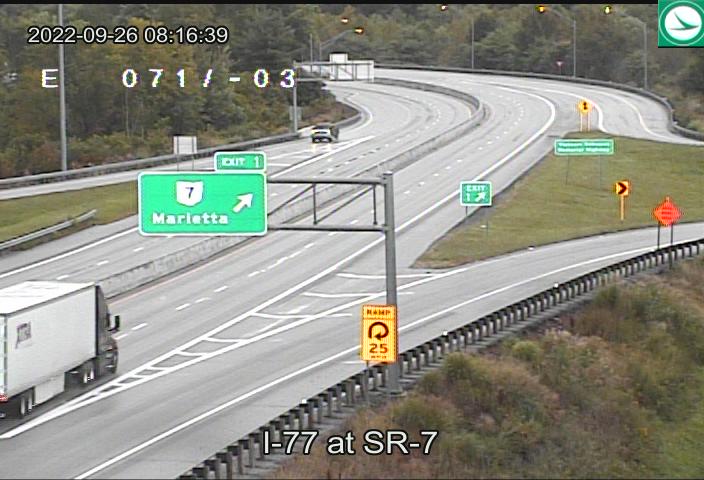 2022-09-26 08:16:39
E 071/-03
EXIT 1
7
Marietta
EXIT
1
RAMP
25
MPH
I-77 at SR-7